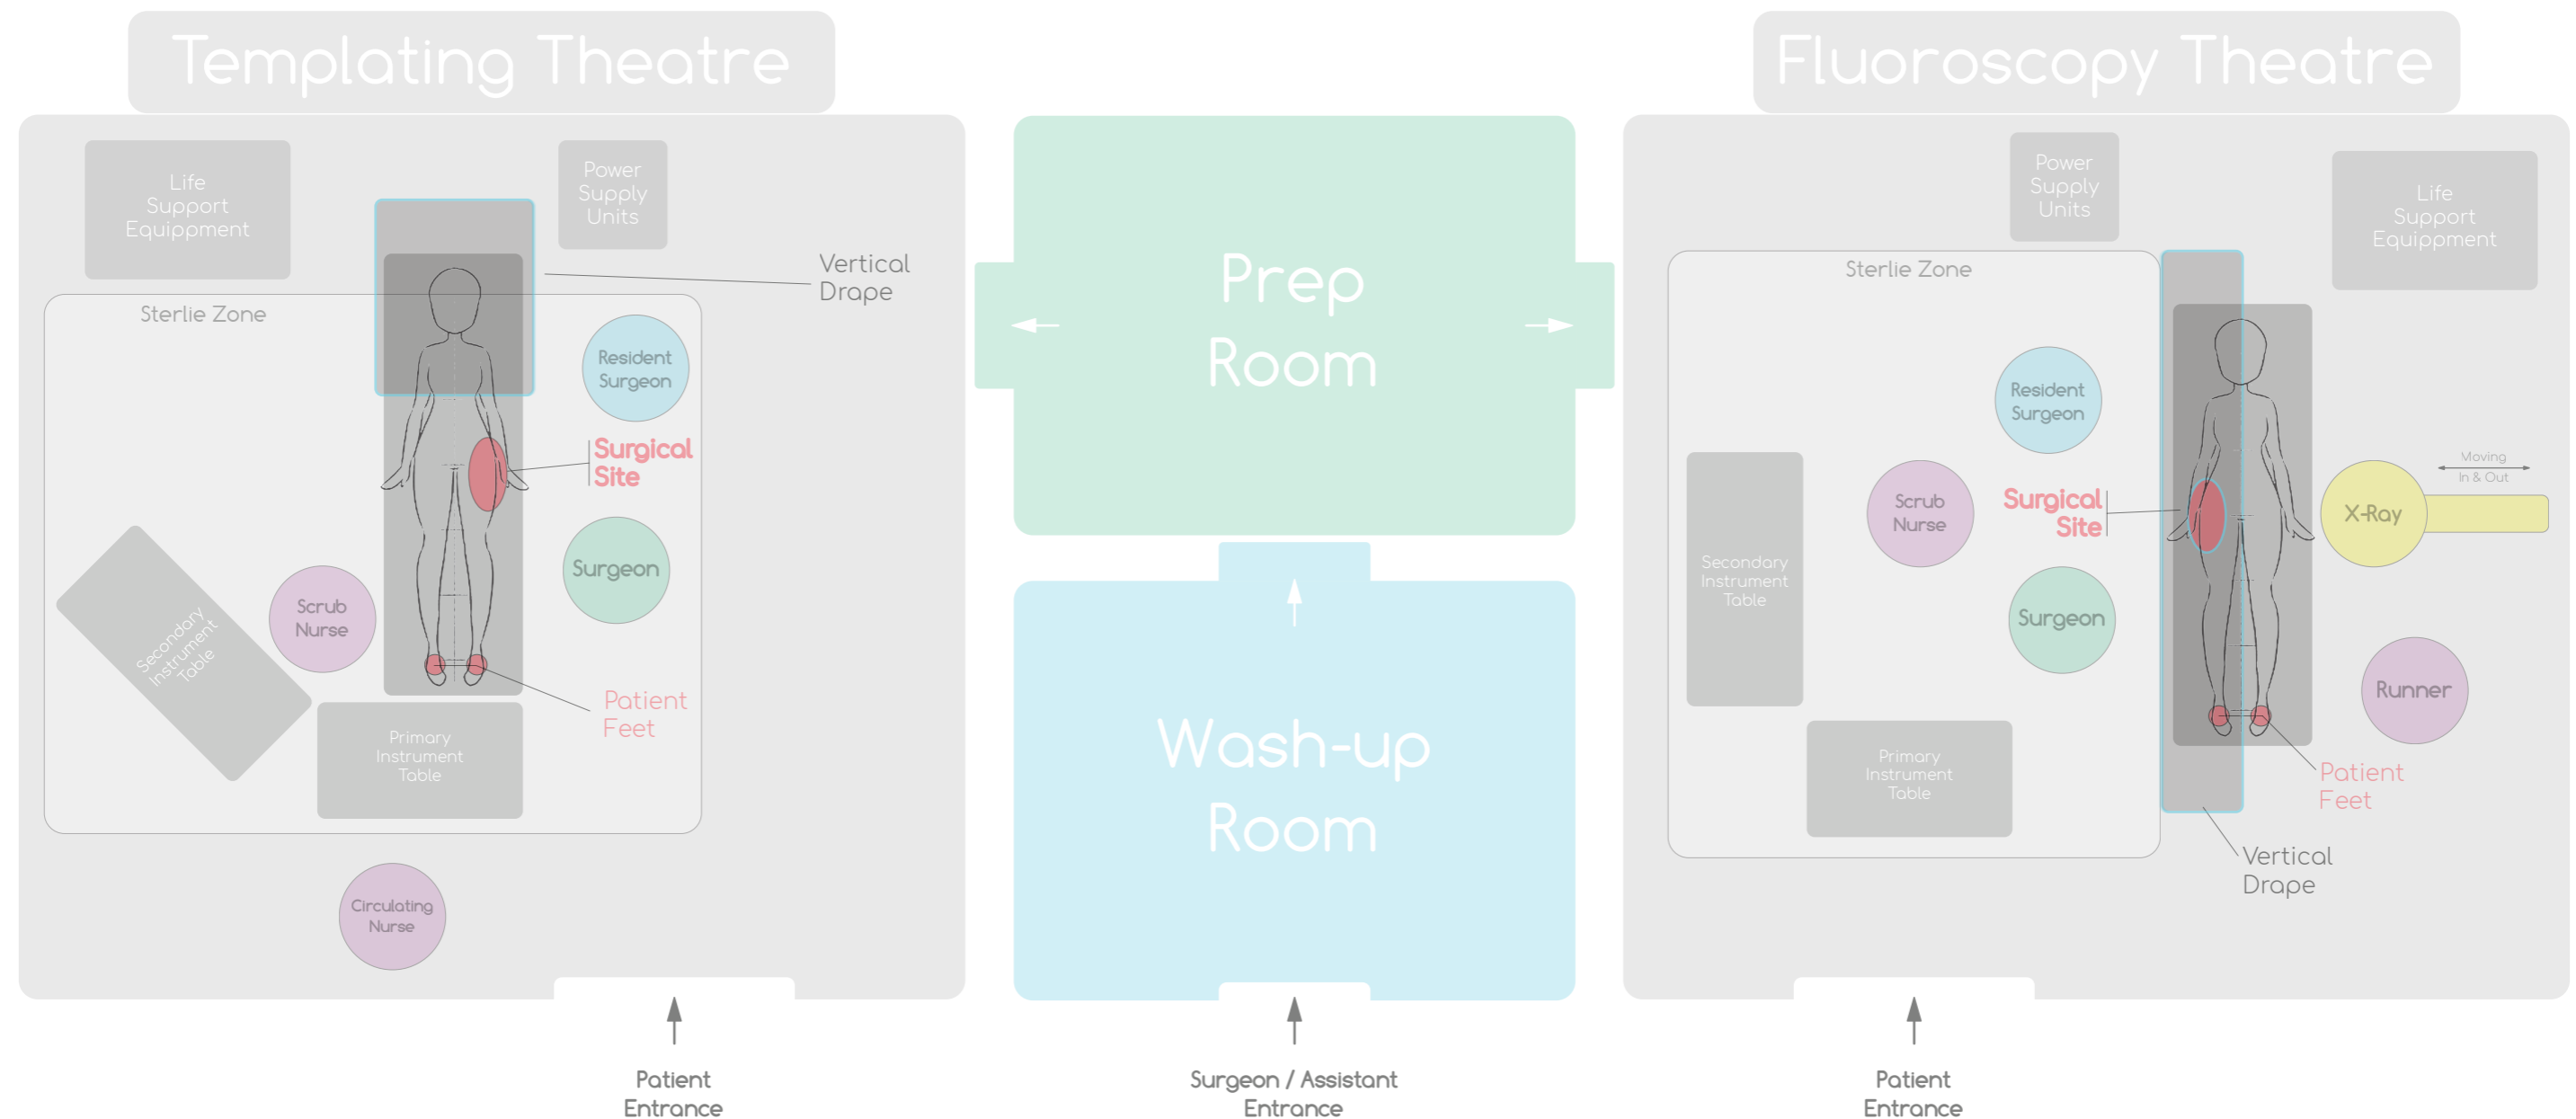 Templating Theatre
Life
Support
Equippment
Power
Supply
Units
Vertical
Drape
Sterlie Zone
Resident
Surgeon
Surgical
Site
Surgeon
Scrub
Nurse
Secondary
Instrument
Table
Patient
Feet
Primary
Instrument
Table
Circulating
Nurse
Patient
Entrance
Prep
Room
Wash-up
Room
Surgeon / Assistant
Entrance
Fluoroscopy Theatre
Power
Supply
Units
Life
Support
Equippment
Sterlie Zone
Resident
Surgeon
Moving
In & Out
Scrub
Nurse
Surgical
Site
X-Ray
Secondary
Instrument
Table
Surgeon
Runner
Primary
Instrument
Table
Patient
Feet
Vertical
Drape
Patient
Entrance